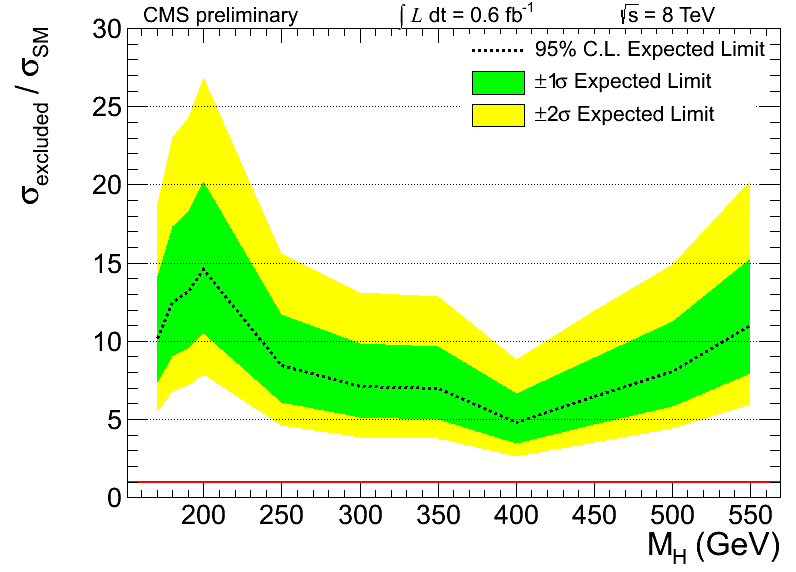 CMS preliminary ∫ L dt = 0.6 fb⁻¹ √s = 8 TeV
95% C.L. Expected Limit
±1σ Expected Limit
±2σ Expected Limit
σexcluded / σSM
30
25
20
15
10
5
0
200 250 300 350 400 450 500 550
MH (GeV)